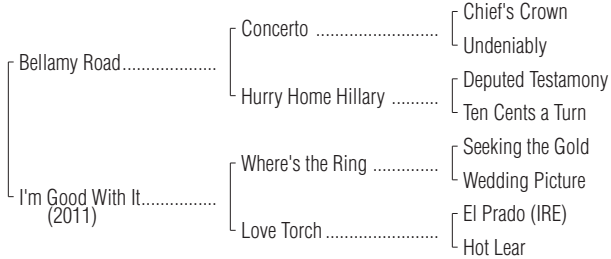 Chief's Crown
Concerto ..........................
Undeniably
Bellamy Road....................
Deputed Testamony
Hurry Home Hillary ..........
Ten Cents a Turn
Seeking the Gold
Where's the Ring ..............
Wedding Picture
I'm Good With It................
(2011)
El Prado (IRE)
Love Torch ........................
Hot Lear